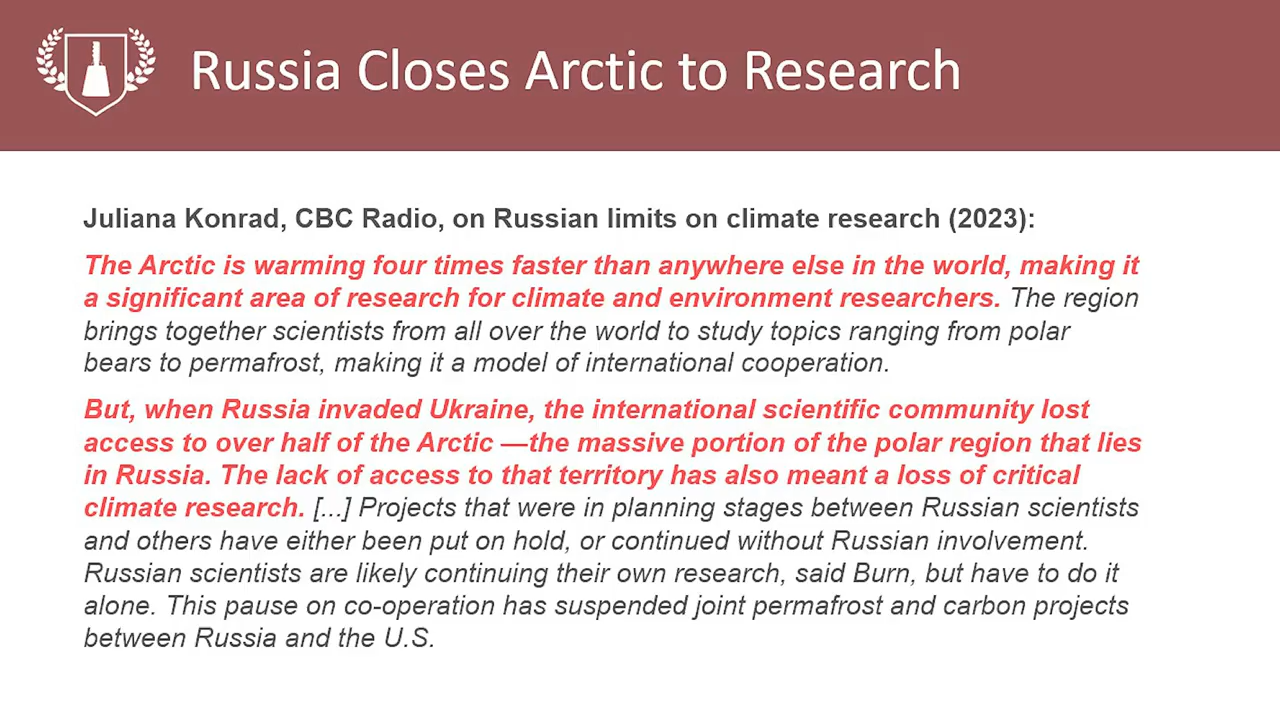 Russia Closes Arctic to Research
Juliana Konrad, CBC Radio, on Russian limits on climate research (2023):
The Arctic is warming four times faster than anywhere else in the world, making it
a significant area of research for climate and environment researchers. The region
brings together scientists from all over the world to study topics ranging from polar
bears to permafrost, making it a model of international cooperation.
But, when Russia invaded Ukraine, the international scientific community lost
access to over half of the Arctic —the massive portion of the polar region that lies
in Russia. The lack of access to that territory has also meant a loss of critical
climate research. [...] Projects that were in planning stages between Russian scientists
and others have either been put on hold, or continued without Russian involvement.
Russian scientists are likely continuing their own research, said Burn, but have to do it
alone. This pause on co-operation has suspended joint permafrost and carbon projects
between Russia and the U.S.